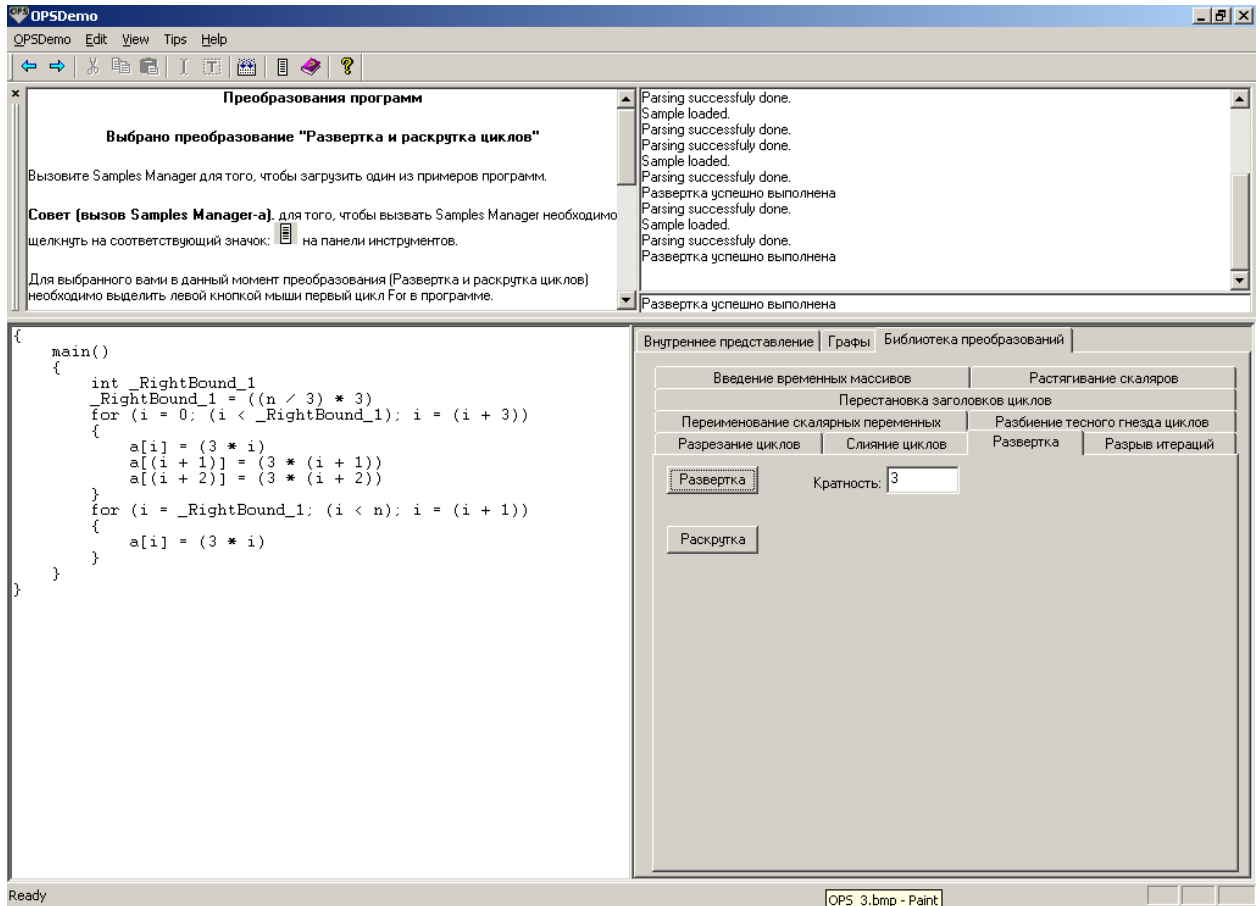 OPSDemo
OPSDemo Edit View Tips Help
Преобразования программ
Выбрано преобразование "Развертка и раскрутка циклов"
Вызовите Samples Manager для того, чтобы загрузить один из примеров программ.
Совет (вызов Samples Manager-а). для того, чтобы вызвать Samples Manager необходимо
щелкнуть на соответствующий значок: на панели инструментов.
Для выбранного вами в данный момент преобразования (Развертка и раскрутка циклов)
необходимо выделить левой кнопкой мыши первый цикл For в программе.
Parsing successfuly done.
Sample loaded.
Parsing successfuly done.
Parsing successfuly done.
Sample loaded.
Parsing successfuly done.
Развертка успешно выполнена
Parsing successfuly done.
Sample loaded.
Parsing successfuly done.
Развертка успешно выполнена
Развертка успешно выполнена
{
main()
{
int _RightBound_1
_RightBound_1 = ((n / 3) * 3)
for (i = 0; (i < _RightBound_1); i = (i + 3))
{
a[i] = (3 * i)
a[(i + 1)] = (3 * (i + 1))
a[(i + 2)] = (3 * (i + 2))
}
for (i = _RightBound_1; (i < n); i = (i + 1))
{
a[i] = (3 * i)
}
}
}
Внутреннее представление Графы Библиотека преобразований
Введение временных массивов Растягивание скаляров
Перестановка заголовков циклов
Переименование скалярных переменных Разбиение тесного гнезда циклов
Разрезание циклов Слияние циклов Развертка Разрыв итераций
Развертка Кратность: 3
Раскрутка
Ready
OPS_3.bmp - Paint